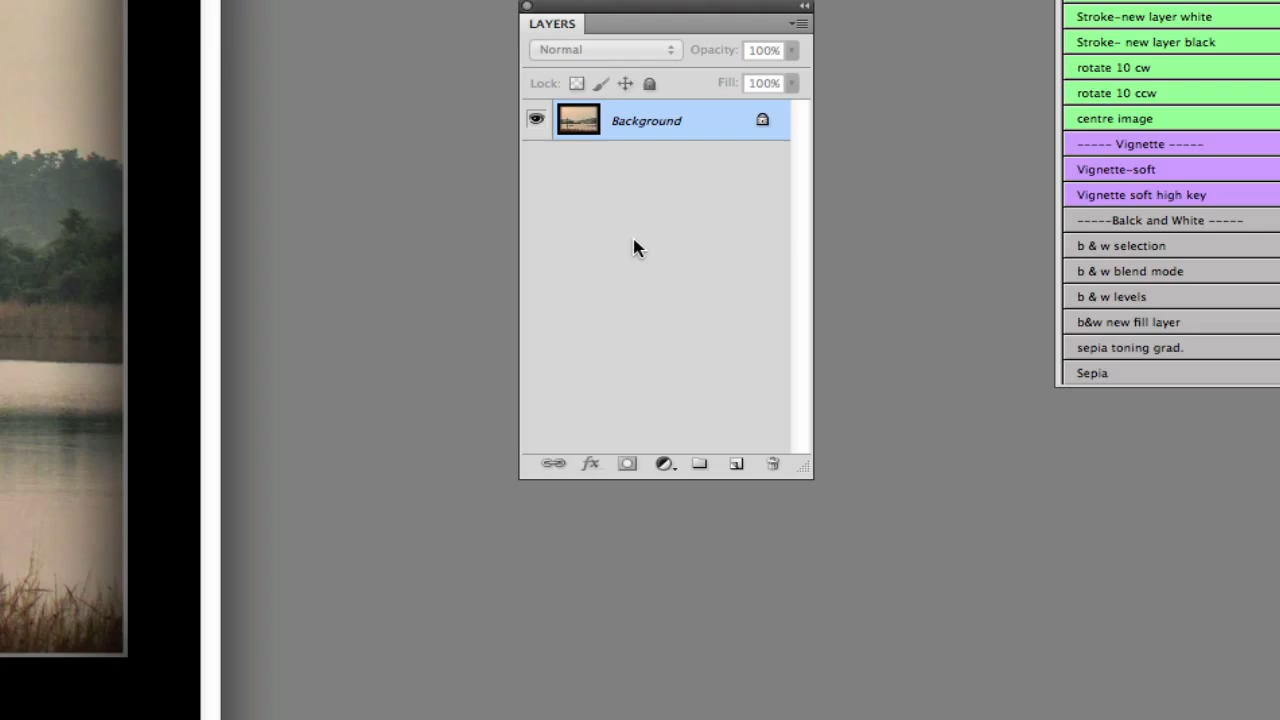 LAYERS
Normal
Opacity: 100%
Lock:
Fill: 100%
Background
fx
Stroke-new layer white
Stroke- new layer black
rotate 10 cw
rotate 10 ccw
centre image
----- Vignette -----
Vignette-soft
Vignette soft high key
-----Balck and White -----
b & w selection
b & w blend mode
b & w levels
b&w new fill layer
sepia toning grad.
Sepia